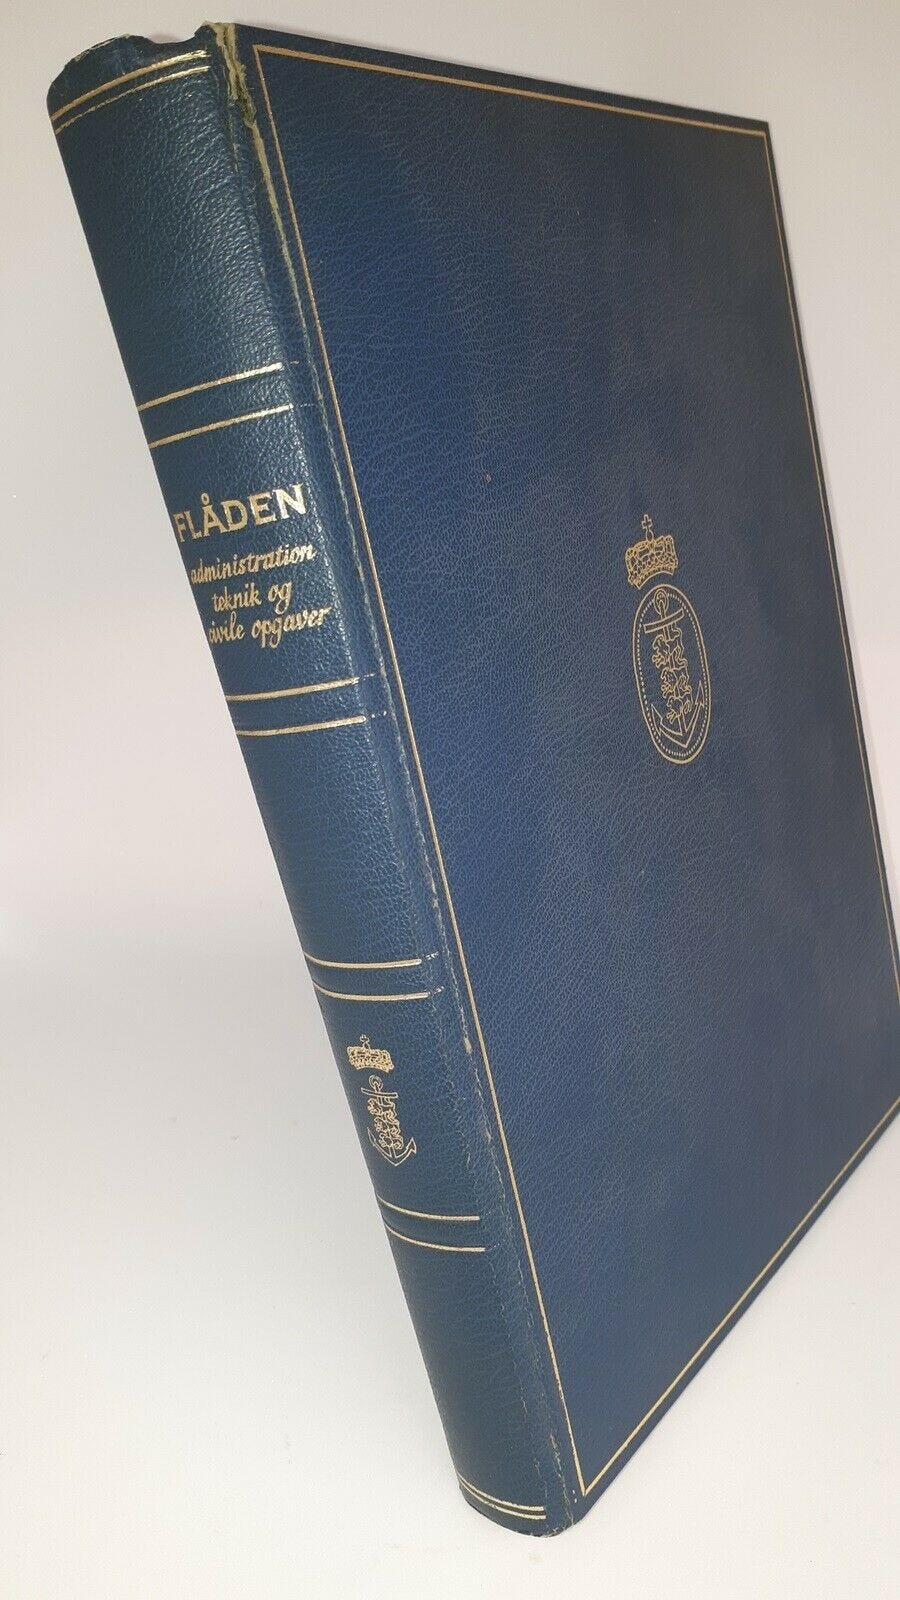 FLÅDEN
administration
teknik og
civile opgaver